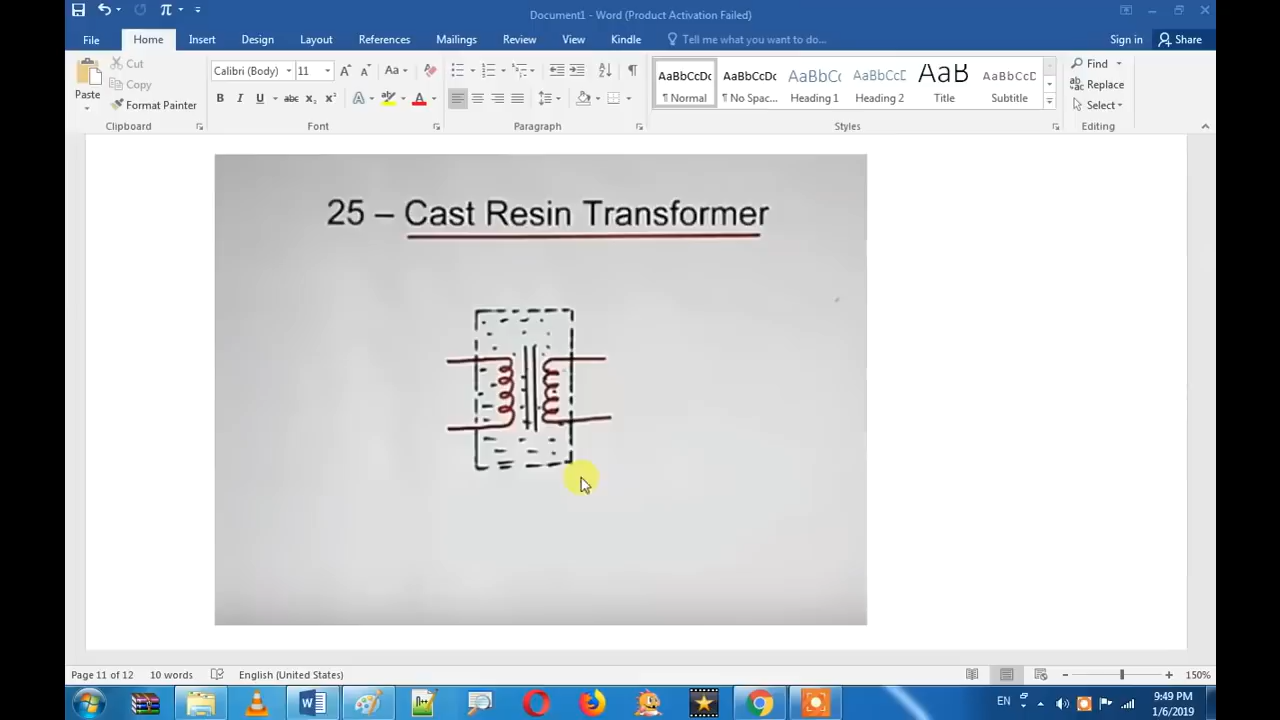 Document1 - Word (Product Activation Failed)
File Home Insert Design Layout References Mailings Review View Kindle Tell me what you want to do... Sign in Share
Paste
Cut
Copy
Format Painter
Clipboard
Calibri (Body) 11
Font
Paragraph
AaBbCcDc AaBbCcDc AaBbCc AaBbCcD AaB AaBbCcD
¶ Normal ¶ No Spac... Heading 1 Heading 2 Title Subtitle
Styles
Find
Replace
Select
Editing
25 – Cast Resin Transformer
Page 11 of 12 10 words English (United States) 150%
EN 9:49 PM
1/6/2019